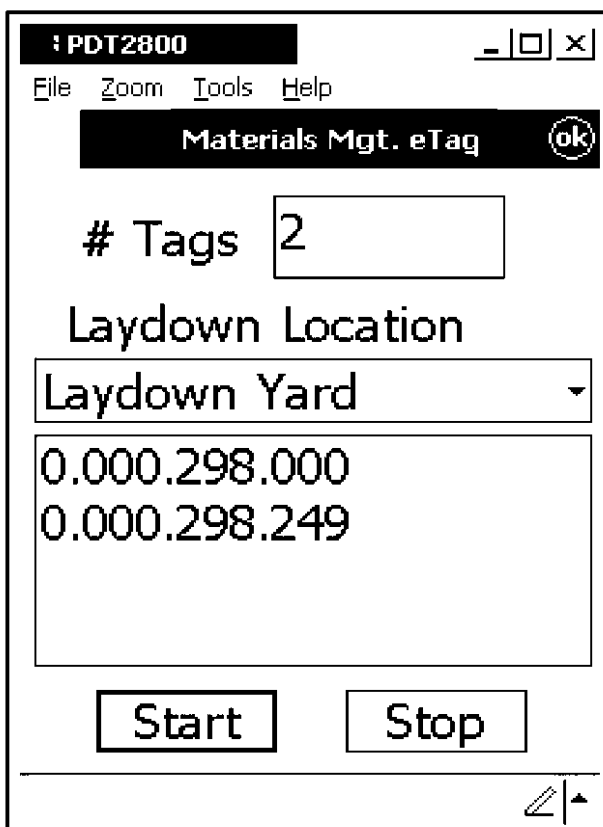 PDT2800
File Zoom Tools Help
Materials Mgt. eTag ok
# Tags 2
Laydown Location
Laydown Yard
0.000.298.000
0.000.298.249
Start Stop